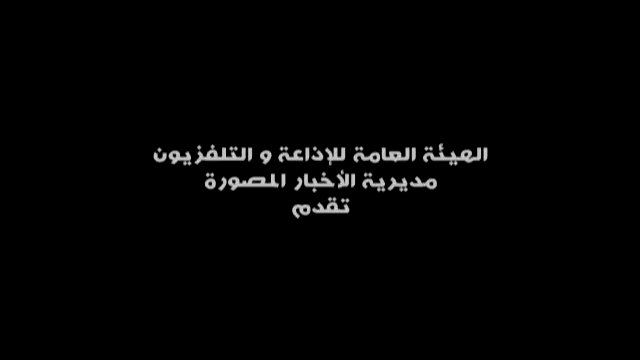 الهيئة العامة للإذاعة و التلفزيون
مديرية الأخبار المصورة
تقدم